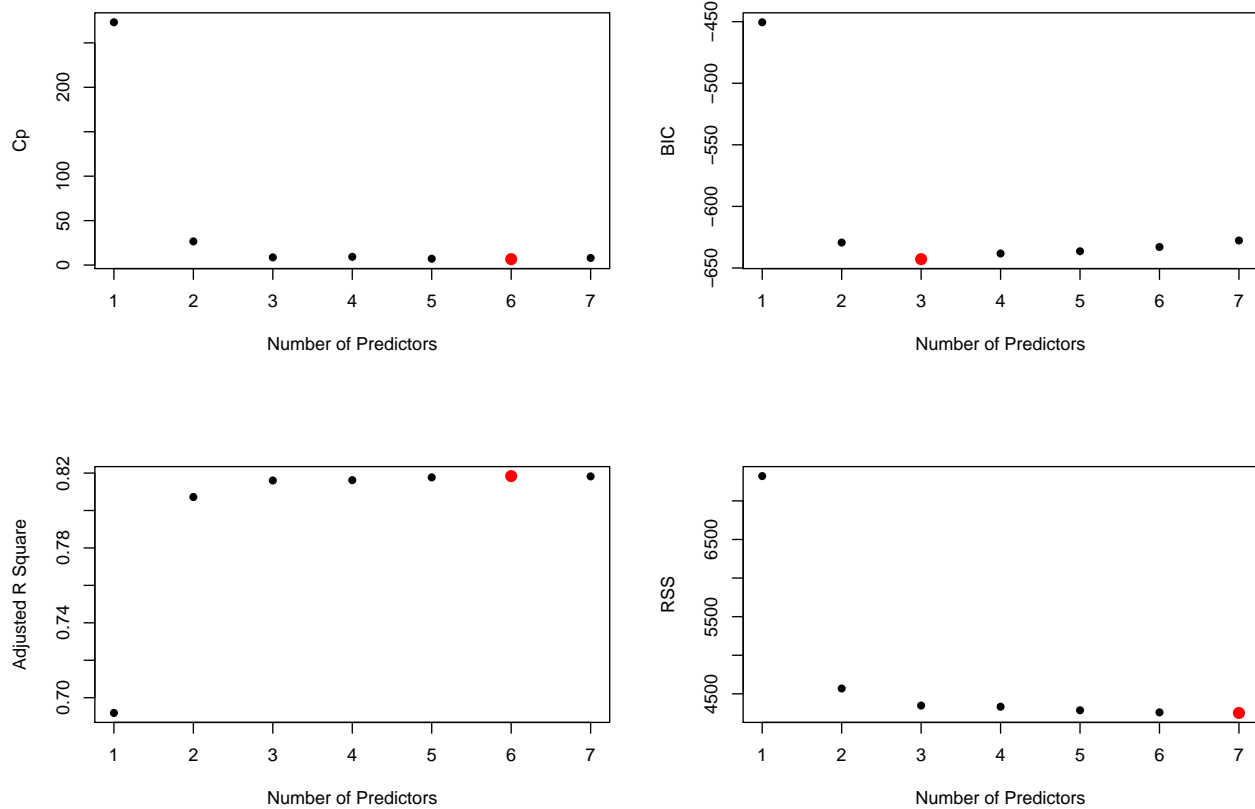 Cp
0 50 100 200
1 2 3 4 5 6 7
Number of Predictors
BIC
−650 −600 −550 −500 −450
1 2 3 4 5 6 7
Number of Predictors
Adjusted R Square
0.70 0.74 0.78 0.82
1 2 3 4 5 6 7
Number of Predictors
RSS
4500 5500 6500
1 2 3 4 5 6 7
Number of Predictors